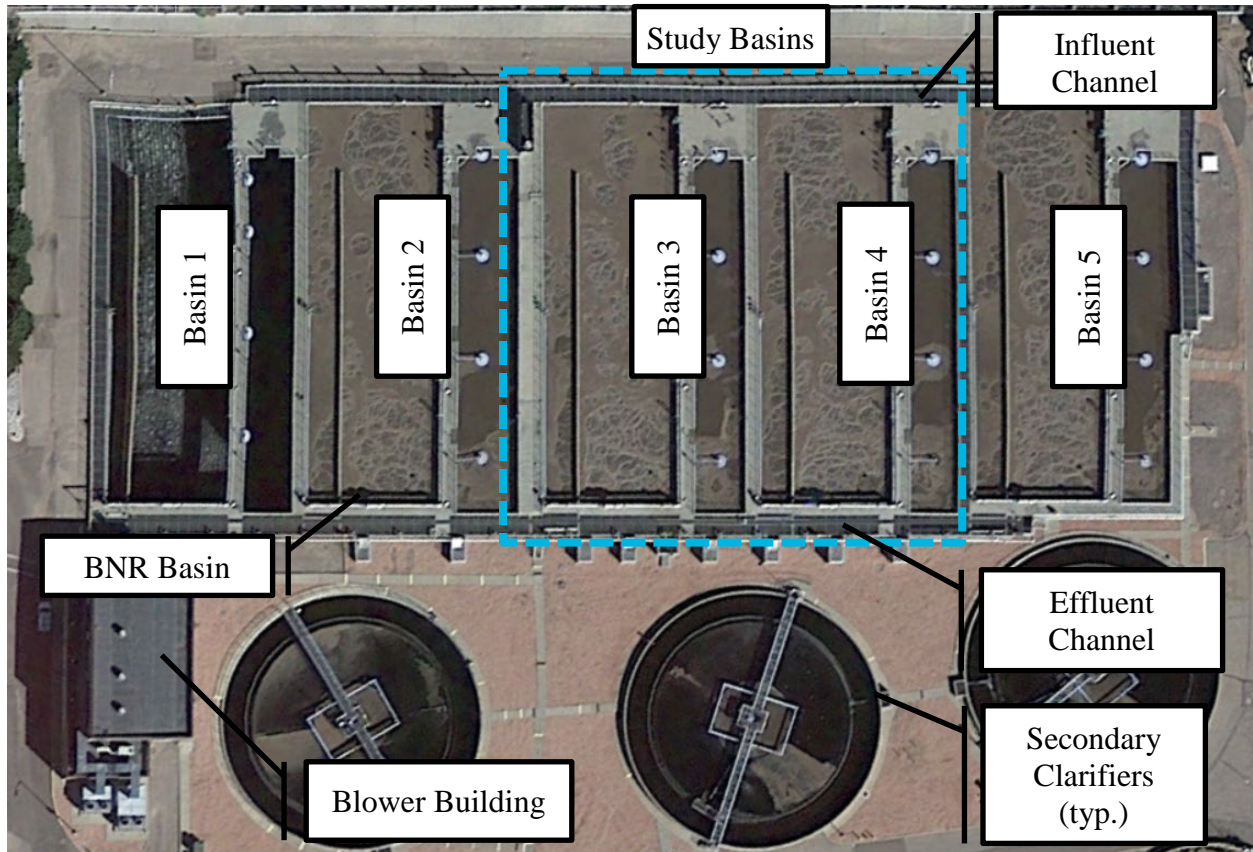 Study Basins
Influent
Channel
Basin 1
Basin 2
Basin 3
Basin 4
Basin 5
BNR Basin
Effluent
Channel
Blower Building
Secondary
Clarifiers
(typ.)